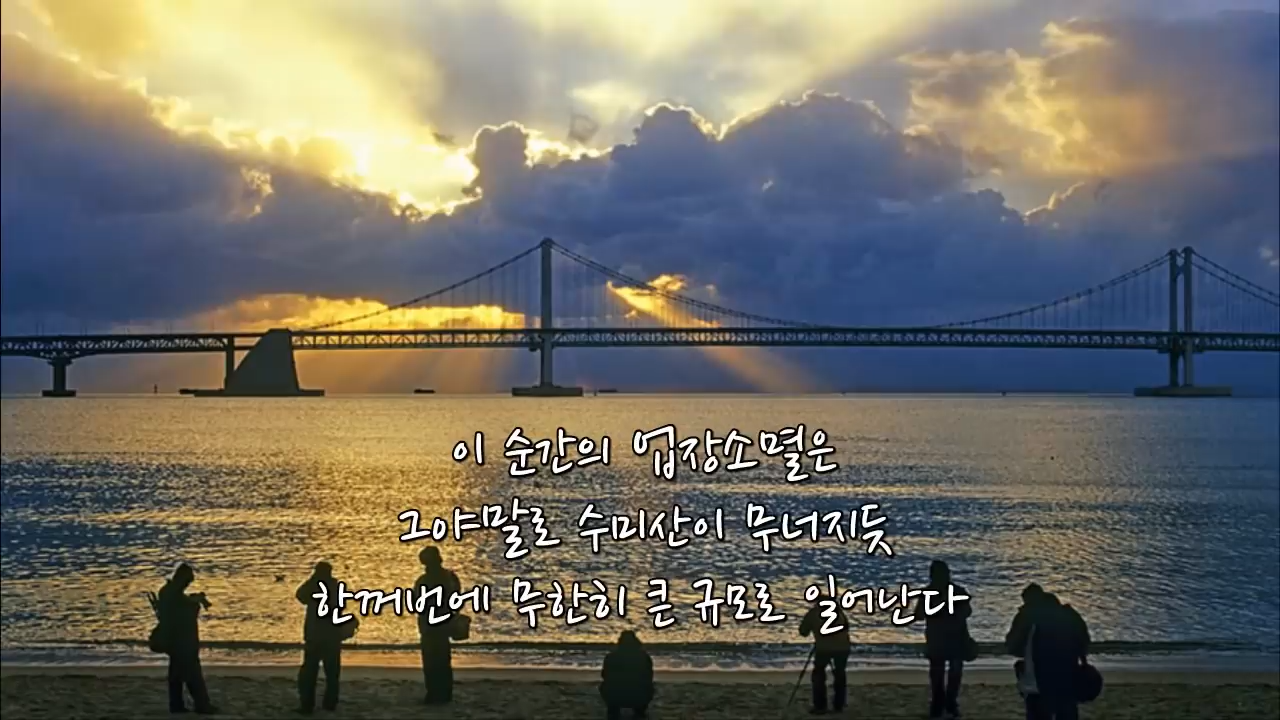 이 순간의 업장소멸은
그야말로 수미산이 무너지듯
한꺼번에 무한히 큰 규모로 일어난다